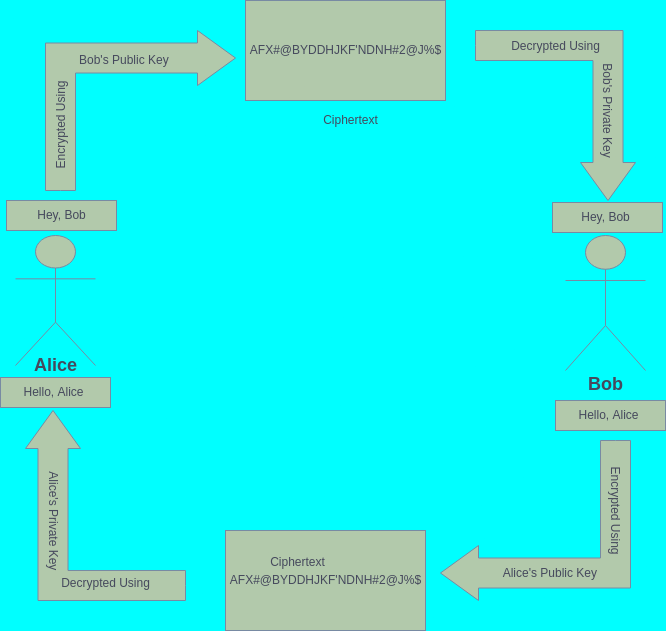 Bob's Public Key
Encrypted Using
AFX#@BYDDHJKF'NDNH#2@J%$
Ciphertext
Decrypted Using
Bob's Private Key
Hey, Bob
Hey, Bob
Alice
Bob
Hello, Alice
Hello, Alice
Encrypted Using
Alice's Public Key
Ciphertext
AFX#@BYDDHJKF'NDNH#2@J%$
Decrypted Using
Alice's Private Key